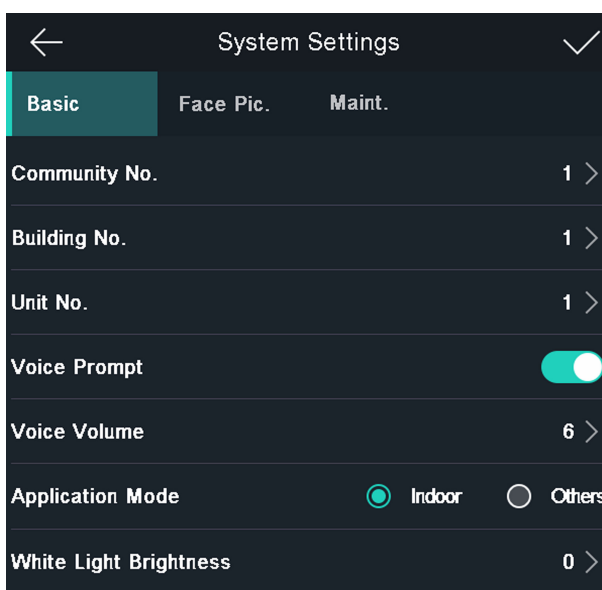 System Settings
Basic Face Pic. Maint.
Community No. 1
Building No. 1
Unit No. 1
Voice Prompt
Voice Volume 6
Application Mode Indoor Others
White Light Brightness 0